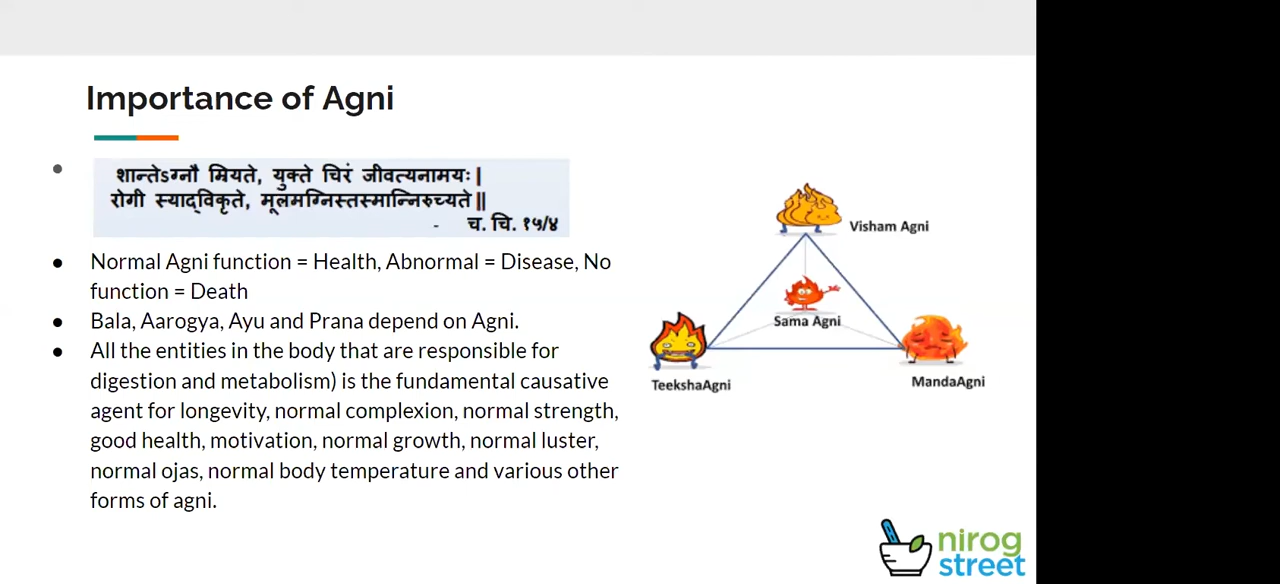 Importance of Agni
शान्तेऽग्नौ म्रियते, युक्ते चिरं जीवत्यनामयः|
रोगी स्याद्विकृते, मूलमग्निस्तस्मान्निरुच्यते||
- च. चि. १५/४
Normal Agni function = Health, Abnormal = Disease, No
function = Death
Bala, Aarogya, Ayu and Prana depend on Agni.
All the entities in the body that are responsible for
digestion and metabolism) is the fundamental causative
agent for longevity, normal complexion, normal strength,
good health, motivation, normal growth, normal luster,
normal ojas, normal body temperature and various other
forms of agni.
Visham Agni
Sama Agni
TeekshaAgni
MandaAgni
nirog
street